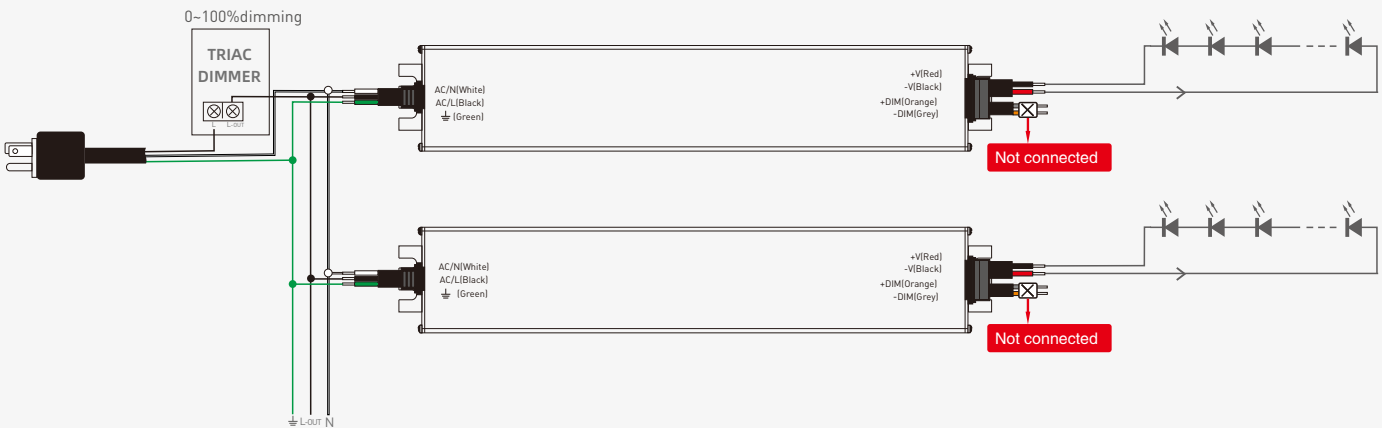 0~100%dimming
TRIAC
DIMMER
L L-OUT
AC/N(White)
AC/L(Black)
(Green)
+V(Red)
-V(Black)
+DIM(Orange)
-DIM(Grey)
Not connected
AC/N(White)
AC/L(Black)
(Green)
+V(Red)
-V(Black)
+DIM(Orange)
-DIM(Grey)
Not connected
L-OUT N